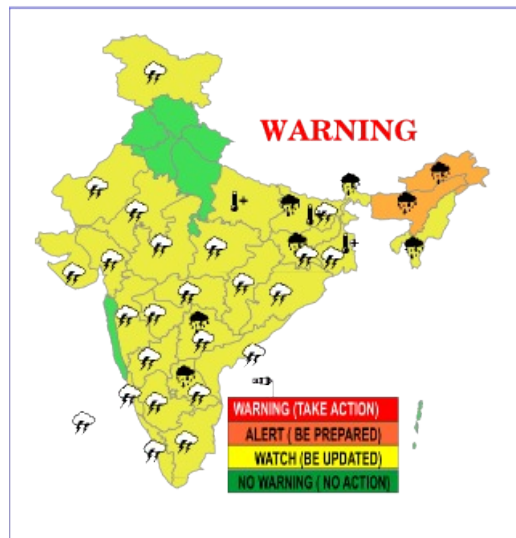 WARNING
WARNING (TAKE ACTION)
ALERT ( BE PREPARED)
WATCH (BE UPDATED)
NO WARNING ( NO ACTION)